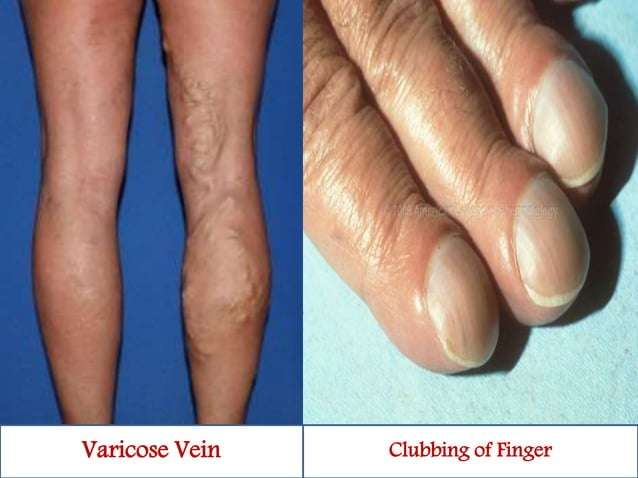 Varicose Vein
Clubbing of Finger